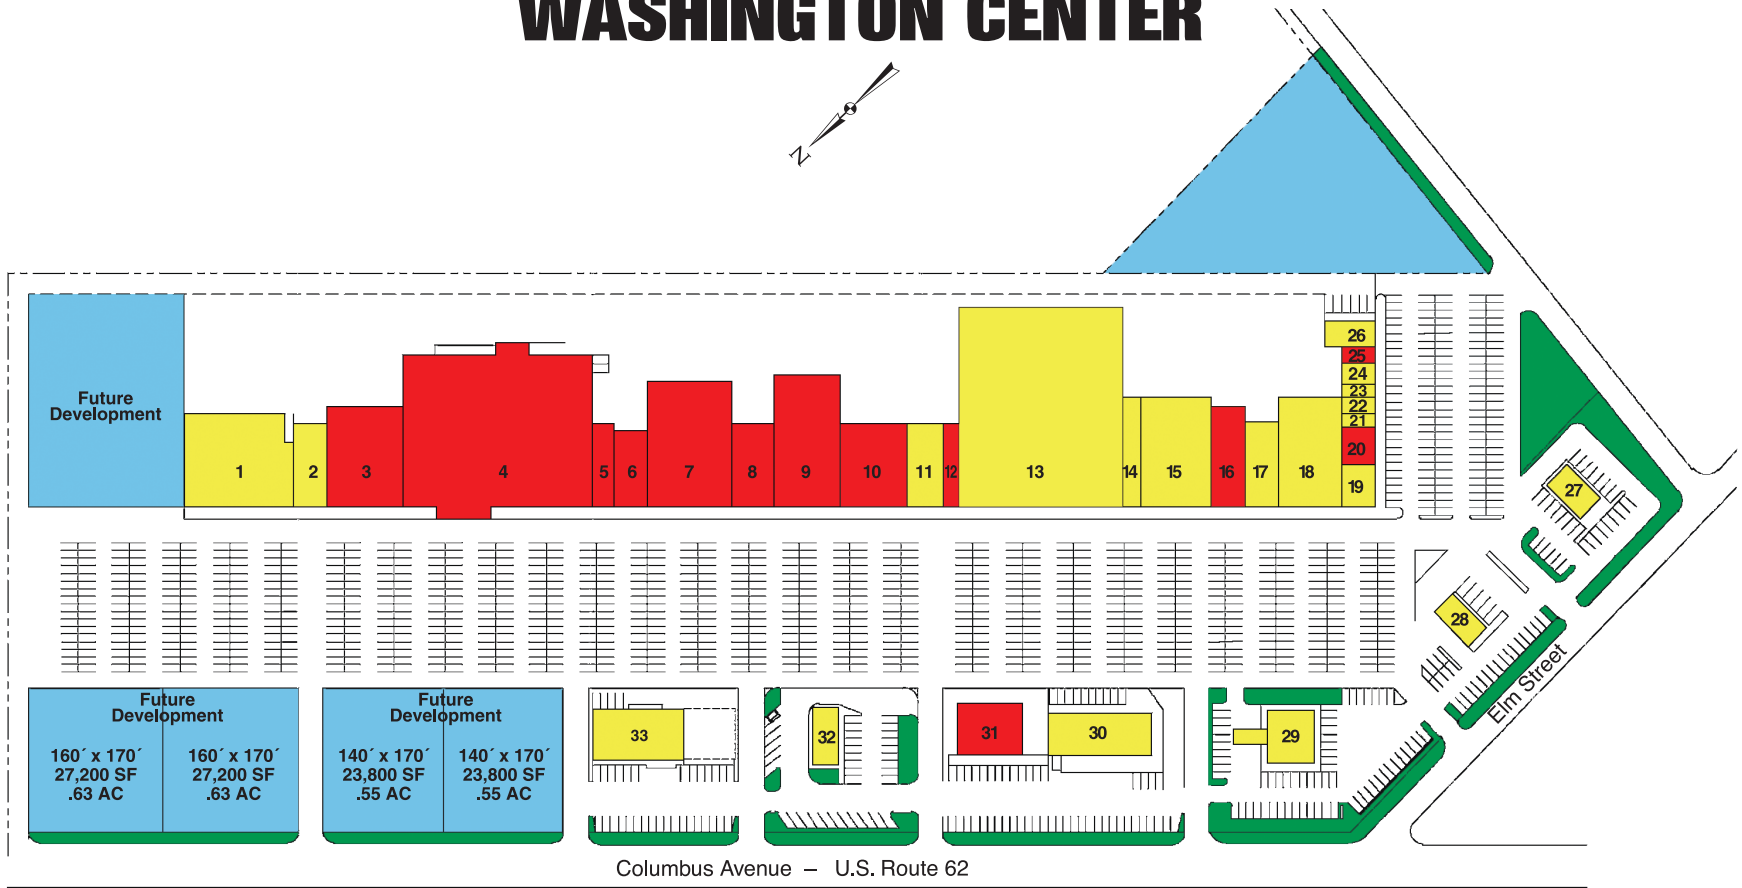 WASHINGTON CENTER
N
Future
Development
1
2
3
4
5
6
7
8
9
10
11
12
13
14
15
16
17
18
19
20
21
22
23
24
25
26
27
28
Elm Street
Future
Development
160´ x 170´
27,200 SF
.63 AC
160´ x 170´
27,200 SF
.63 AC
Future
Development
140´ x 170´
23,800 SF
.55 AC
140´ x 170´
23,800 SF
.55 AC
33
32
31
30
29
Columbus Avenue – U.S. Route 62